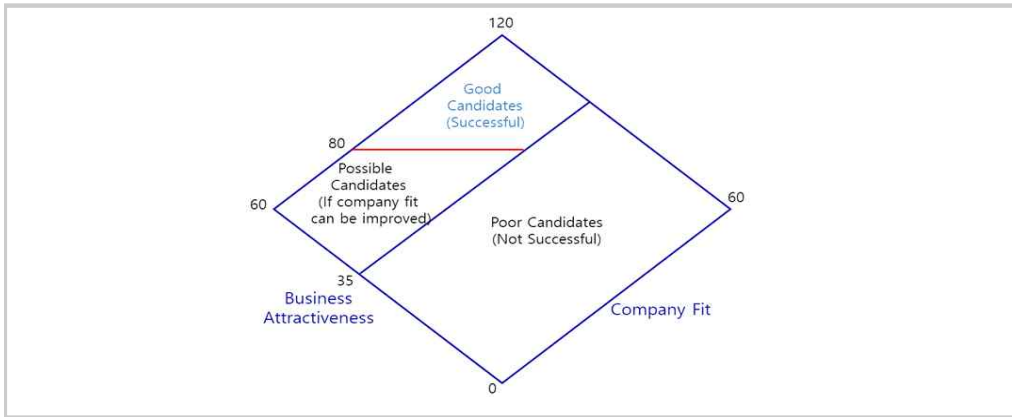 120
Good
Candidates
(Successful)
80
Possible
Candidates
(If company fit
can be improved)
60
60
Poor Candidates
(Not Successful)
35
Business
Attractiveness
Company Fit
0